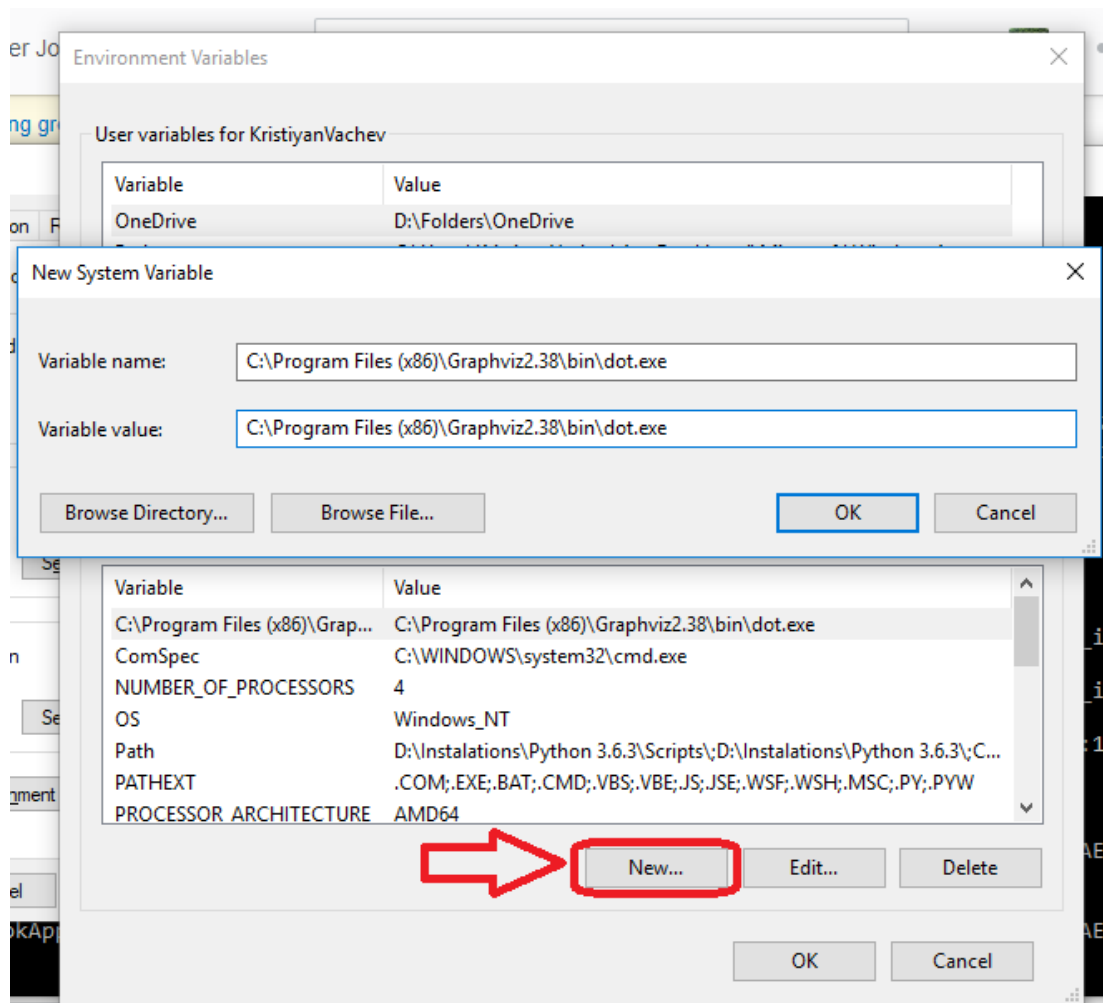 er Jo
Environment Variables
ng gr
User variables for KristiyanVachev
Variable Value
on
OneDrive D:\Folders\OneDrive
New System Variable
Variable name: C:\Program Files (x86)\Graphviz2.38\bin\dot.exe
Variable value: C:\Program Files (x86)\Graphviz2.38\bin\dot.exe
Browse Directory... Browse File... OK Cancel
Variable Value
C:\Program Files (x86)\Grap... C:\Program Files (x86)\Graphviz2.38\bin\dot.exe
ComSpec C:\WINDOWS\system32\cmd.exe
n
NUMBER_OF_PROCESSORS 4
OS Windows_NT
Se
Path D:\Instalations\Python 3.6.3\Scripts\;D:\Instalations\Python 3.6.3\;C...
PATHEXT .COM;.EXE;.BAT;.CMD;.VBS;.VBE;.JS;.JSE;.WSF;.WSH;.MSC;.PY;.PYW
nment
PROCESSOR_ARCHITECTURE AMD64
New... Edit... Delete
el
okApp
OK Cancel